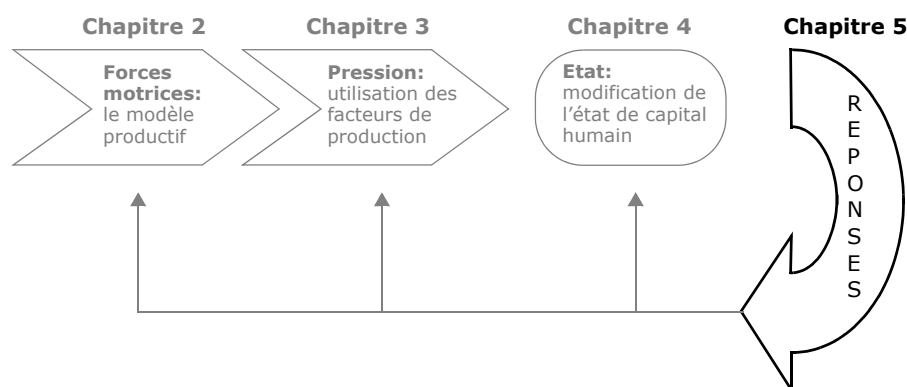 Chapitre 2
Chapitre 3
Chapitre 4
Chapitre 5
Forces
motrices:
le modèle
productif
Pression:
utilisation des
facteurs de
production
Etat:
modification de
l'état de capital
humain
R
E
P
O
N
S
E
S